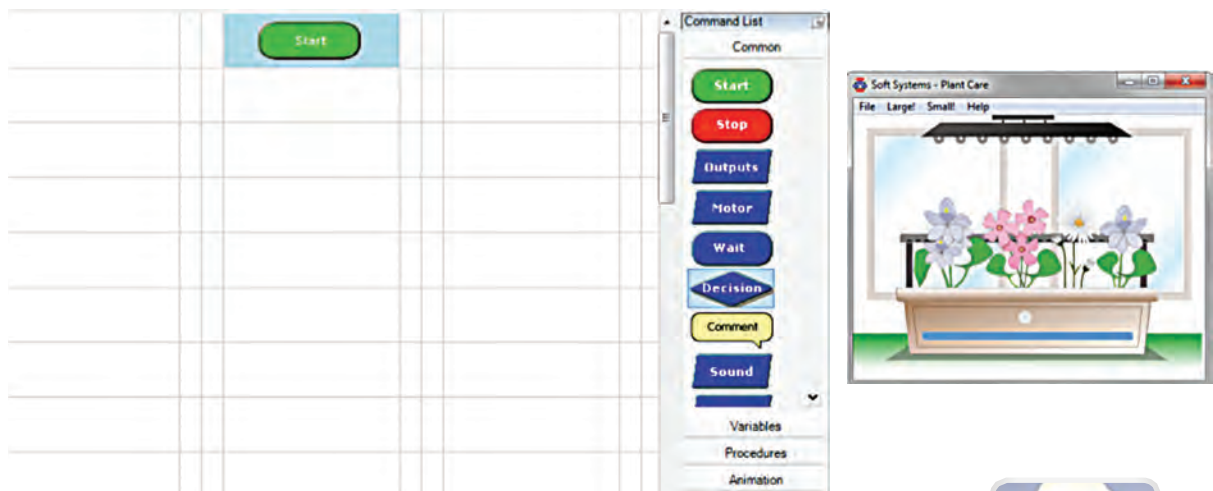 Start
Command List
Common
Start
Stop
Outputs
Motor
Wait
Decision
Comment
Sound
Variables
Procedures
Animation
Soft Systems - Plant Care
File Large! Small! Help